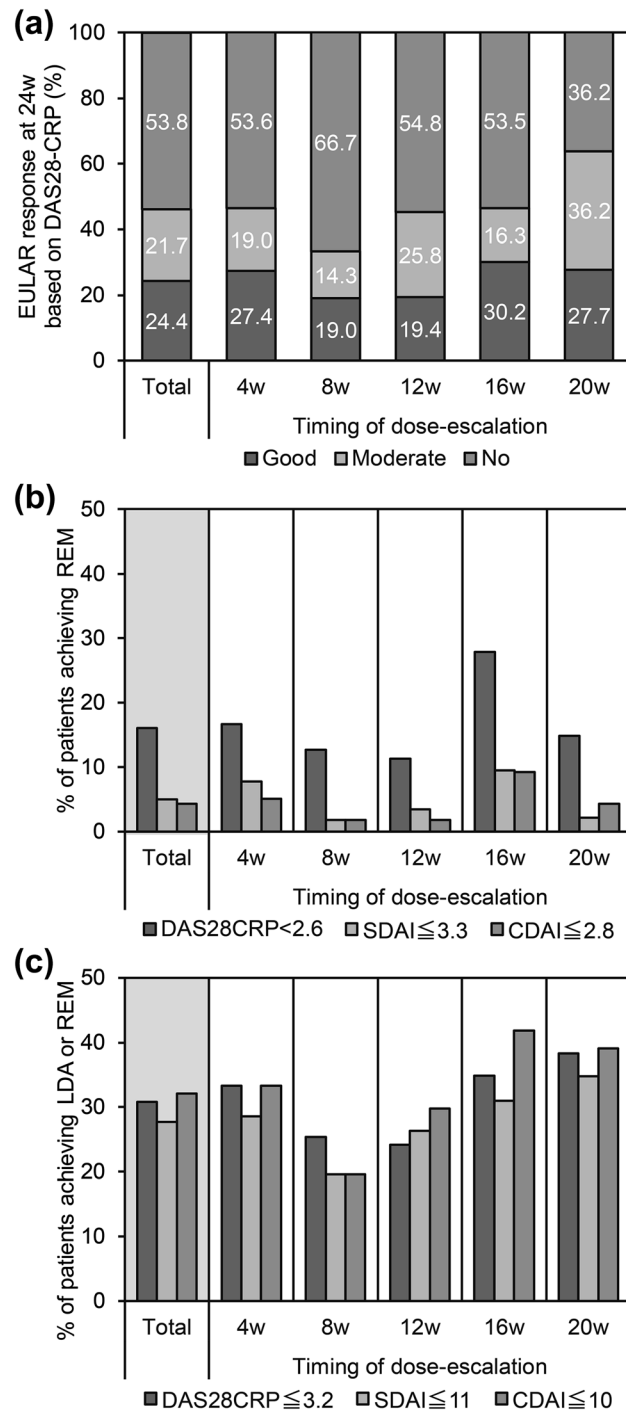 (a)
EULAR response at 24w
based on DAS28-CRP (%)
100
80
60
40
20
0
53.8 53.6 66.7 54.8 53.5 36.2
21.7 19.0 14.3 25.8 16.3 36.2
24.4 27.4 19.0 19.4 30.2 27.7
Total 4w 8w 12w 16w 20w
Timing of dose-escalation
Good Moderate No
(b)
% of patients achieving REM
50
40
30
20
10
0
Total 4w 8w 12w 16w 20w
Timing of dose-escalation
DAS28CRP<2.6 SDAI≦3.3 CDAI≦2.8
(c)
% of patients achieving LDA or REM
50
40
30
20
10
0
Total 4w 8w 12w 16w 20w
Timing of dose-escalation
DAS28CRP≦3.2 SDAI≦11 CDAI≦10